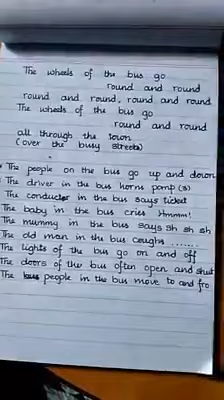 The wheels of the bus go
round and round
round and round, round and round
The wheels of the bus go
round and round
all through the town
(over the busy streets)
The people on the bus go up and down
The driver in the bus horns pomp(s)
The conductor in the bus says ticket
The baby in the bus cries Hmmm!
The mummy in the bus says sh sh sh
The old man in the bus coughs .......
The lights of the bus go on and off
The doors of the bus often open and shut
The people in the bus move to and fro